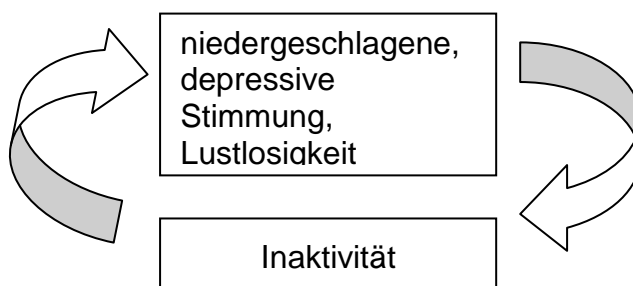 niedergeschlagene,
depressive
Stimmung,
Lustlosigkeit
Inaktivität